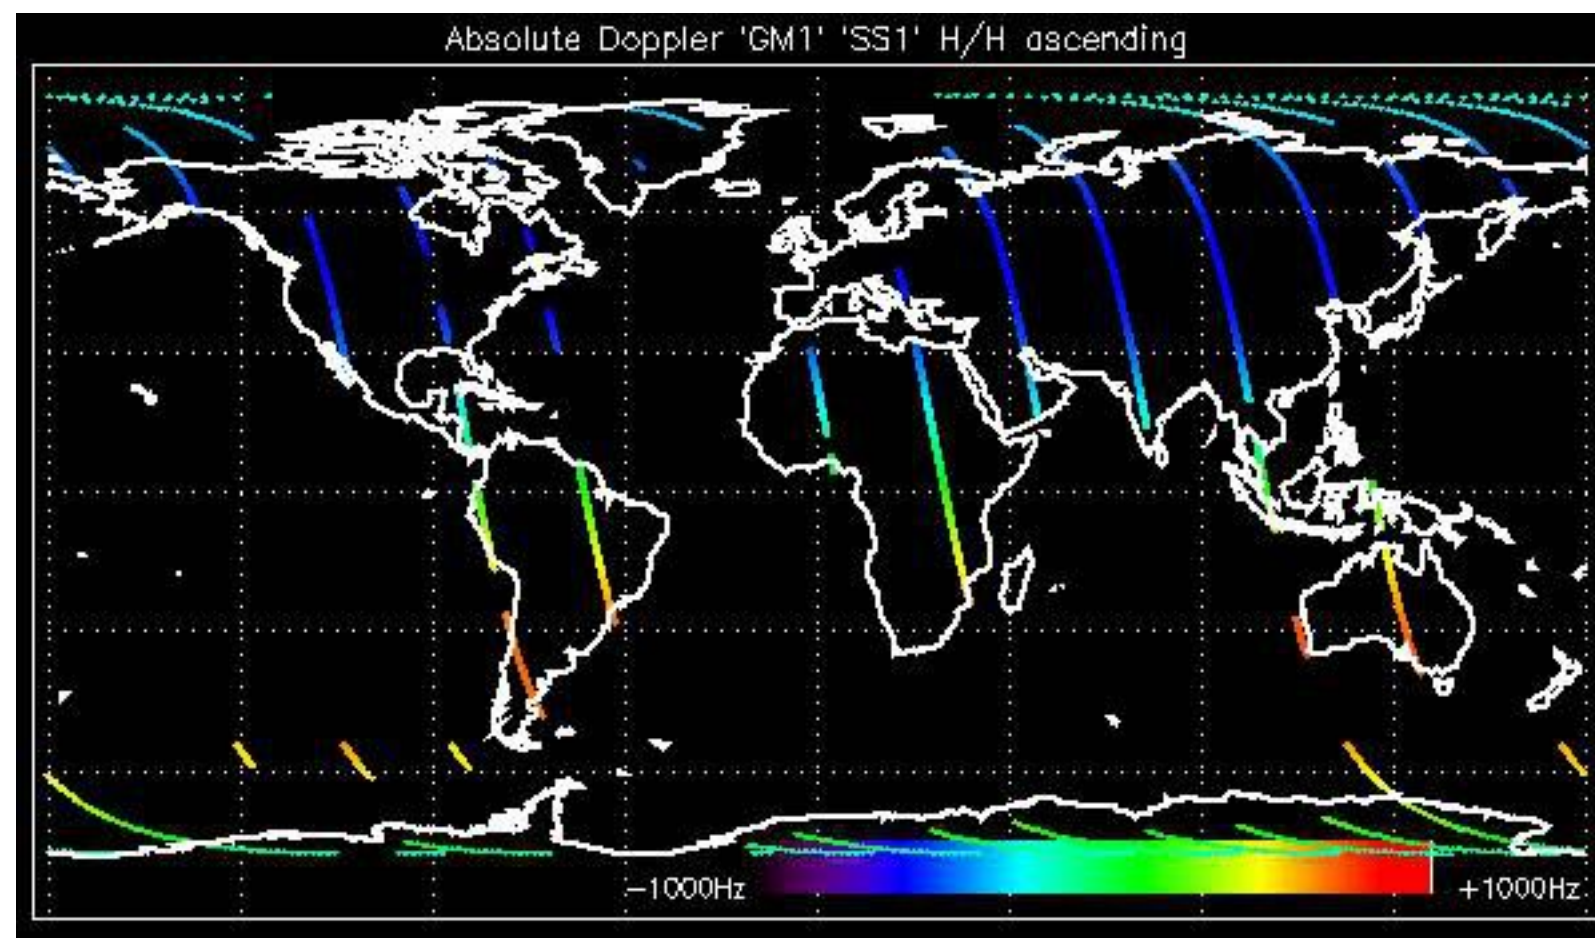 Absolute Doppler 'GM1' 'SS1' H/H ascending
-1000Hz
+1000Hz